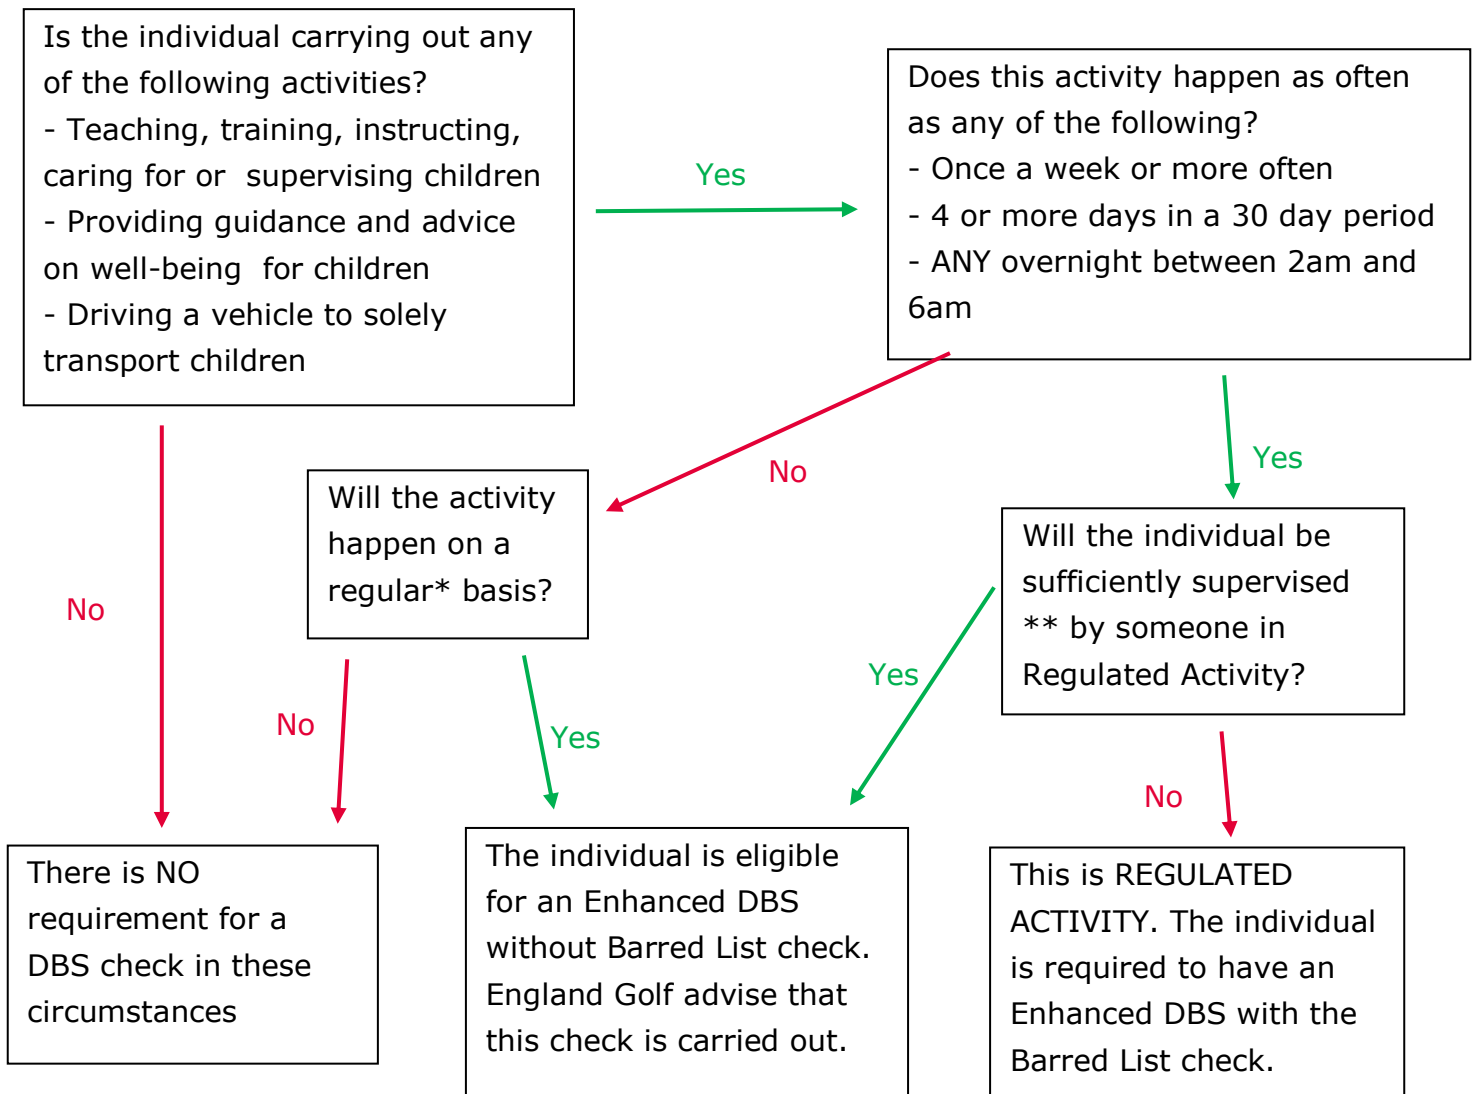 Is the individual carrying out any
of the following activities?
- Teaching, training, instructing,
caring for or  supervising children
- Providing guidance and advice
on well-being  for children
- Driving a vehicle to solely
transport children
Yes
Does this activity happen as often
as any of the following?
- Once a week or more often
- 4 or more days in a 30 day period
- ANY overnight between 2am and
6am
No
Yes
No
Will the activity
happen on a
regular* basis?
Will the individual be
sufficiently supervised
** by someone in
Regulated Activity?
No
Yes
Yes
No
There is NO
requirement for a
DBS check in these
circumstances
The individual is eligible
for an Enhanced DBS
without Barred List check.
England Golf advise that
this check is carried out.
This is REGULATED
ACTIVITY. The individual
is required to have an
Enhanced DBS with the
Barred List check.